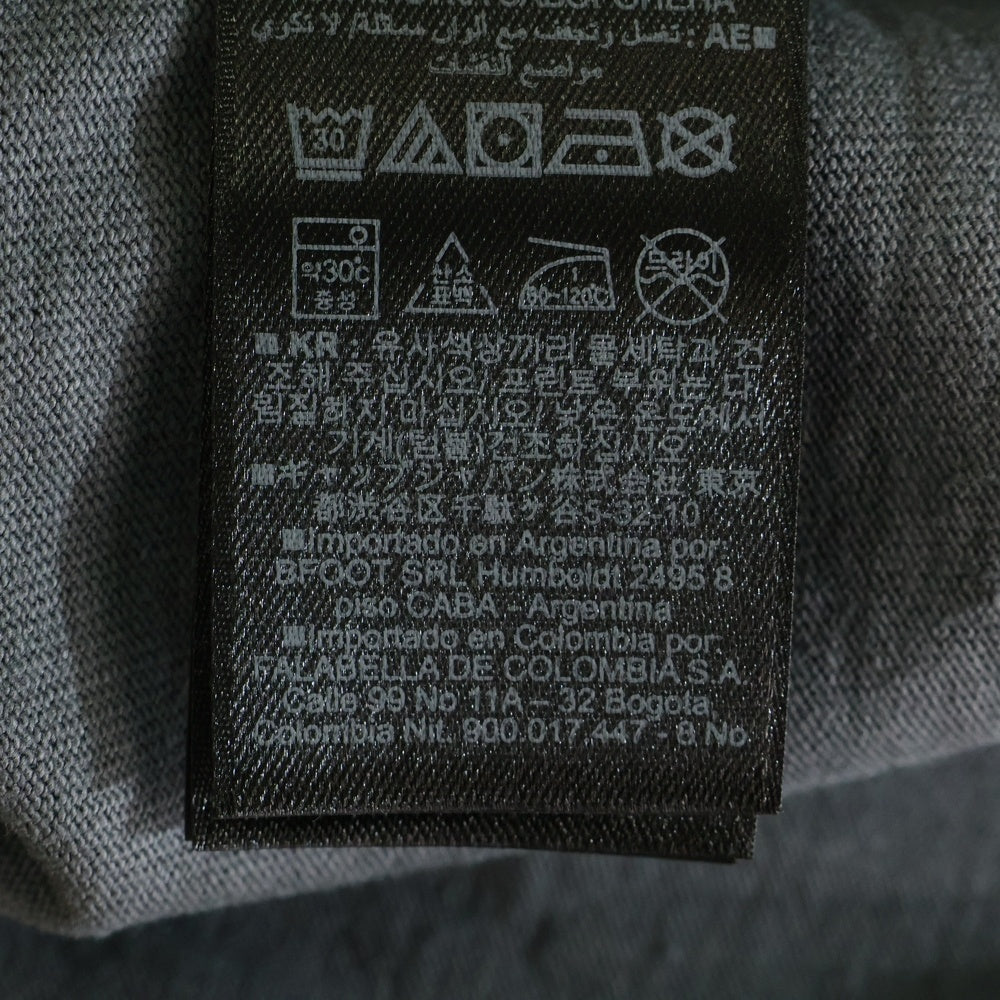 AE : تغسل وتجفف مع ألوان مماثلة/ لا تكوى
مواضع النقشات
30
약30°c
중성
산소
표백
80~120°C
드라이
KR : 유사색상끼리 물세탁과 건
조해 주십시오/ 프린트 부위는 다
림질하지 마십시오/ 낮은 온도에서
기계(텀블)건조하십시오
ギャップジャパン株式会社 東京
都渋谷区千駄ヶ谷5-32-10
Importado en Argentina por:
BFOOT SRL Humboldt 2495 8
piso CABA - Argentina
Importado en Colombia por:
FALABELLA DE COLOMBIA S.A
Calle 99 No 11A – 32 Bogota,
Colombia Nit. 900.017.447 - 8 No